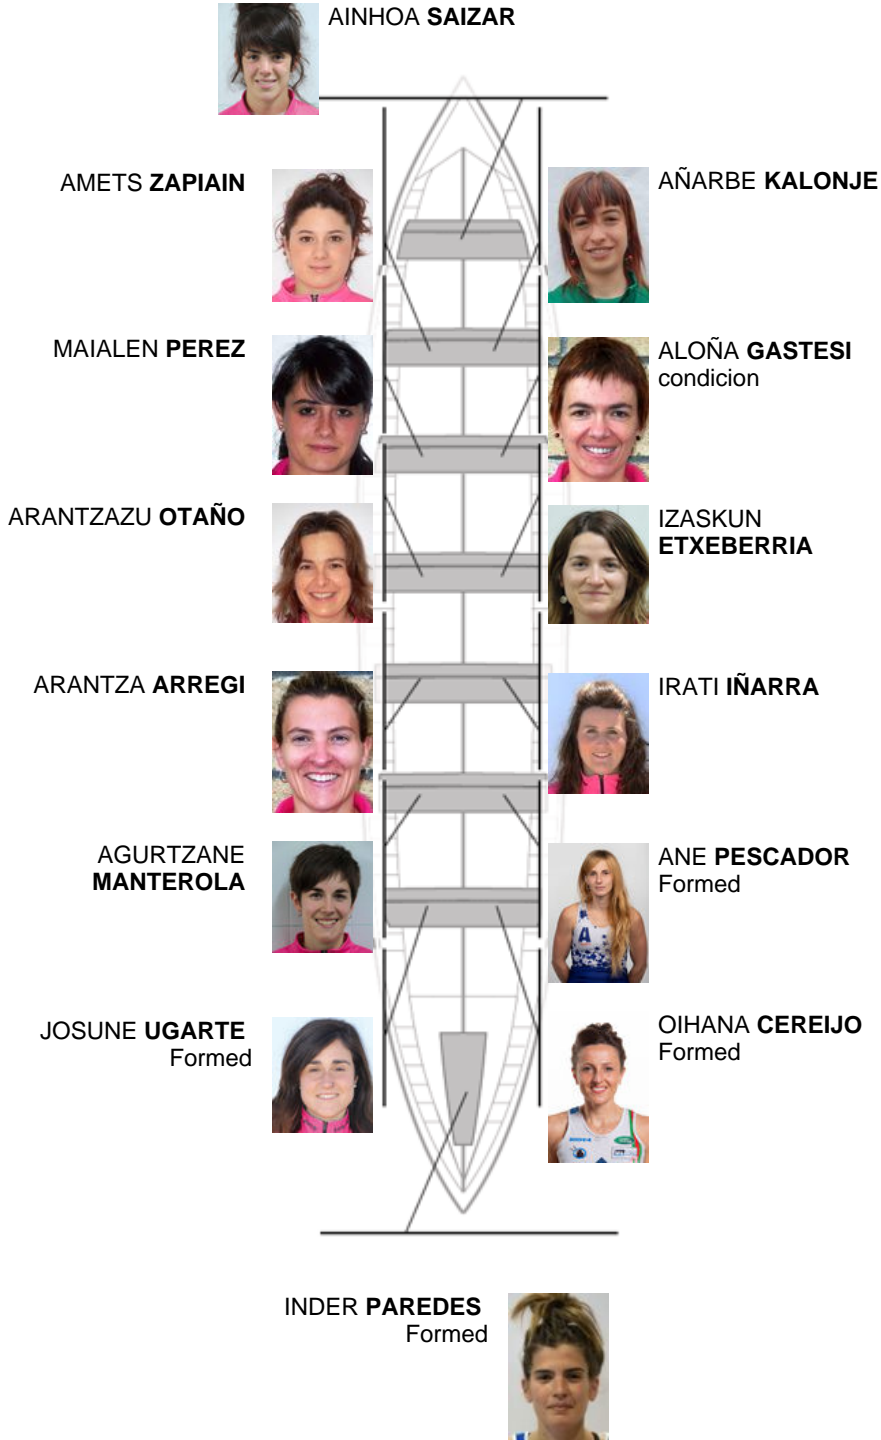 AINHOA SAIZAR
AMETS ZAPIAIN
AÑARBE KALONJE
MAIALEN PEREZ
ALOÑA GASTESI
condicion
ARANTZAZU OTAÑO
IZASKUN
ETXEBERRIA
ARANTZA ARREGI
IRATI IÑARRA
AGURTZANE
MANTEROLA
ANE PESCADOR
Formed
JOSUNE UGARTE
Formed
OIHANA CEREIJO
Formed
INDER PAREDES
Formed